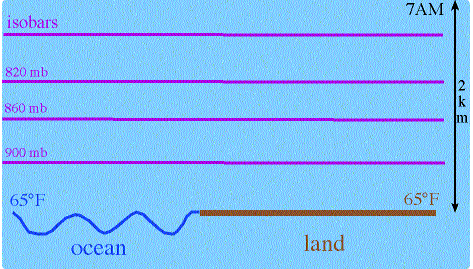 7AM
isobars
820 mb
2
k
m
860 mb
900 mb
65°F
65°F
ocean
land